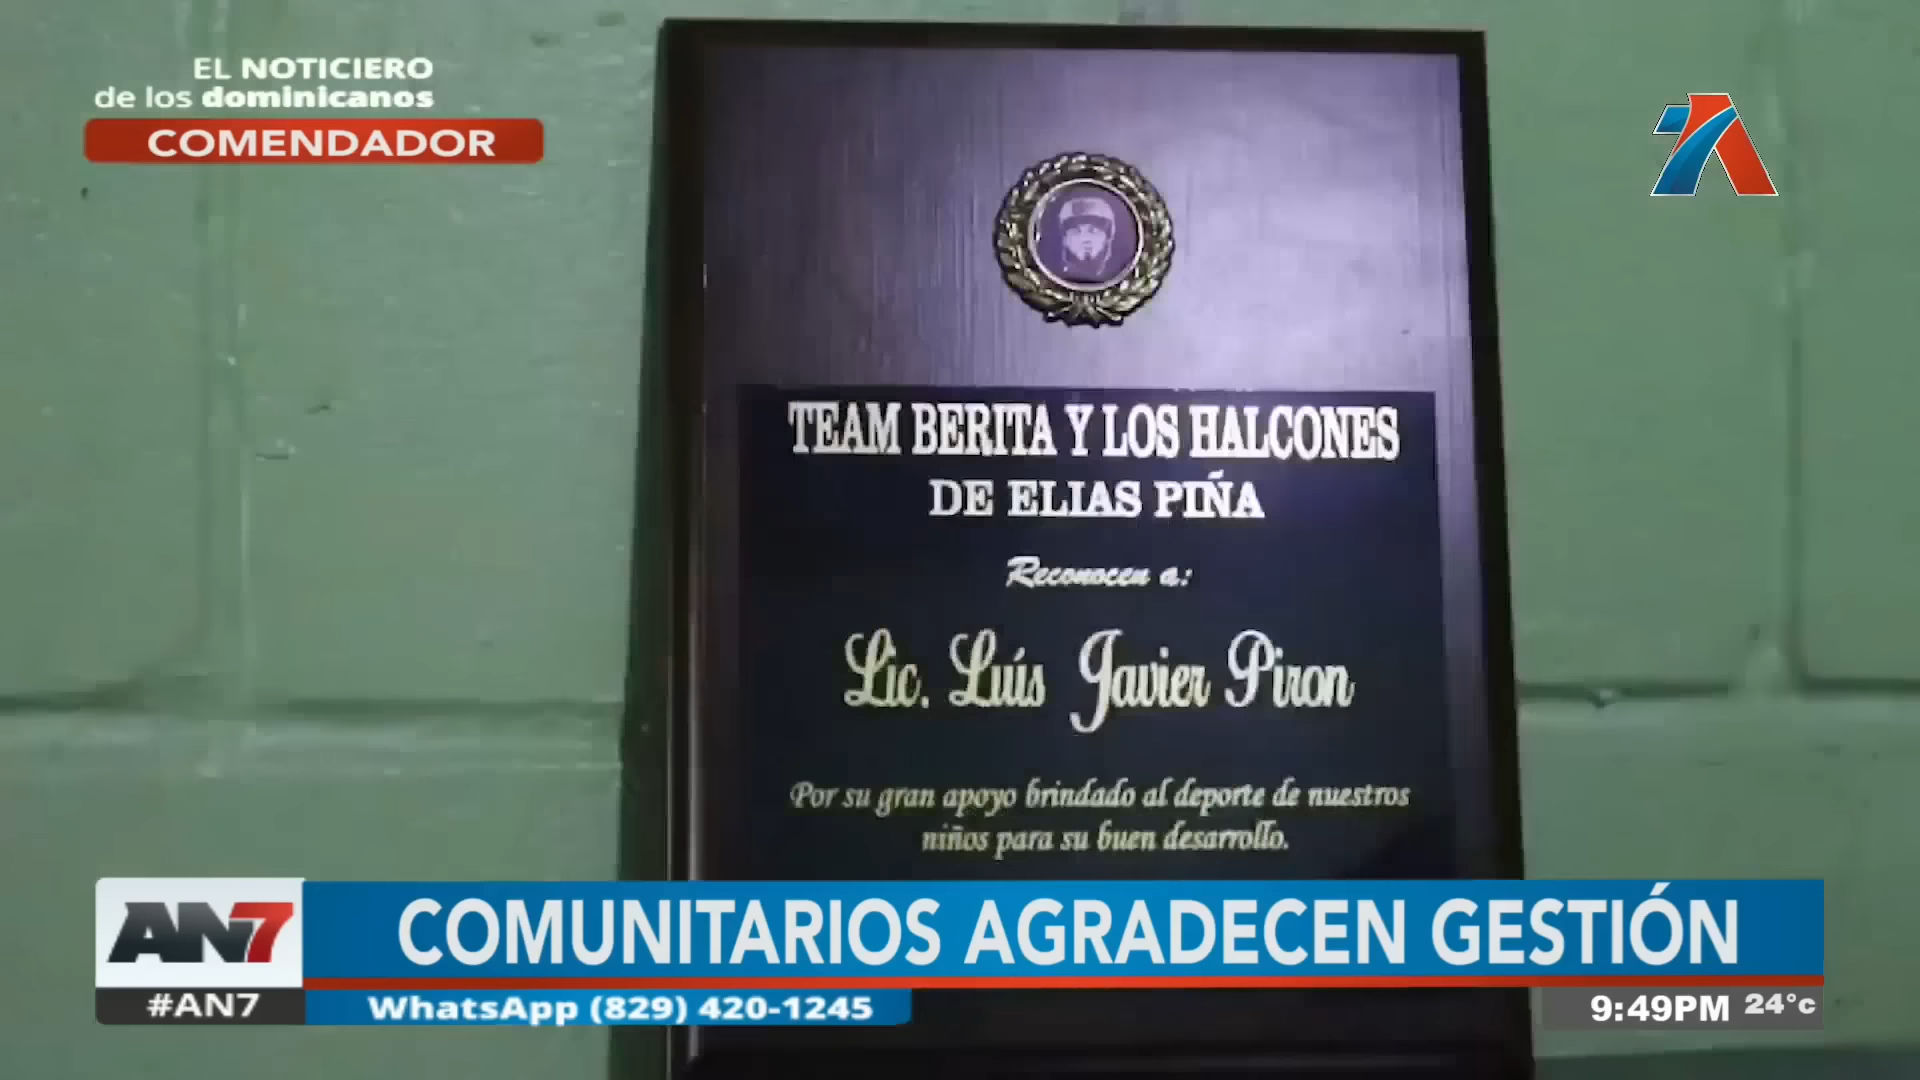 EL NOTICIERO
de los dominicanos
COMENDADOR
TEAM BERITA Y LOS HALCONES
DE ELIAS PIÑA
Reconocen a:
Lic. Luís Javier Piron
Por su gran apoyo brindado al deporte de nuestros
niños para su buen desarrollo.
AN7
COMUNITARIOS AGRADECEN GESTIÓN
#AN7
WhatsApp (829) 420-1245
9:49PM 24°c